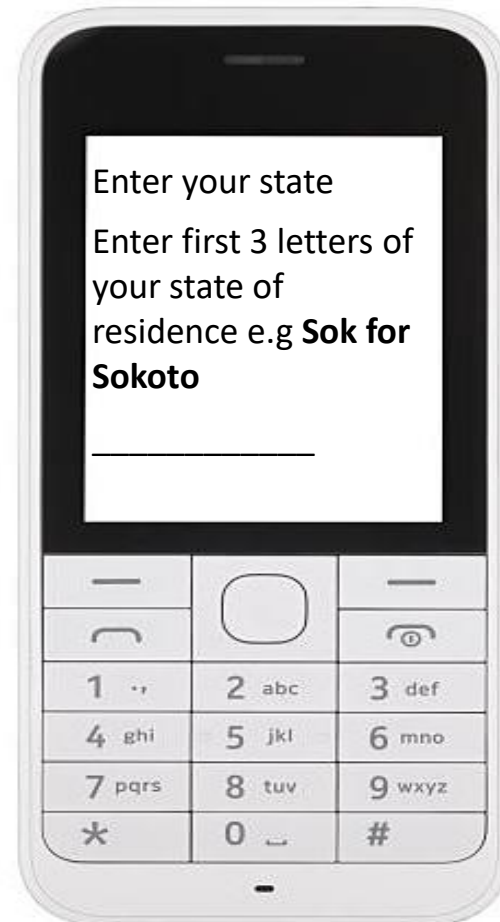 Enter your state
Enter first 3 letters of
your state of
residence e.g Sok for
Sokoto
____________
1 .,
2 abc
3 def
4 ghi
5 jkl
6 mno
7 pqrs
8 tuv
9 wxyz
*
0
#